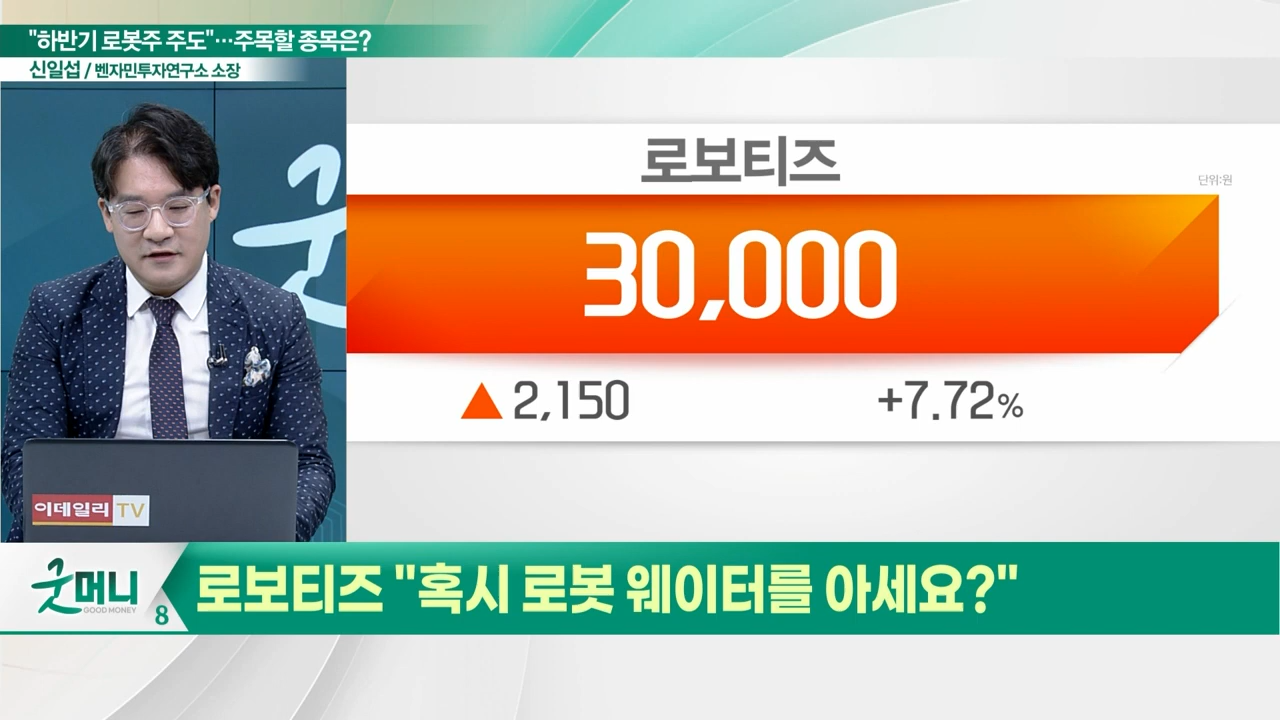 "하반기 로봇주 주도"…주목할 종목은?
신일섭 / 벤자민투자연구소 소장
굿
로보티즈
단위:원
30,000
▲ 2,150 +7.72%
이데일리 TV
굿머니
GOOD MONEY
8
로보티즈 "혹시 로봇 웨이터를 아세요?"